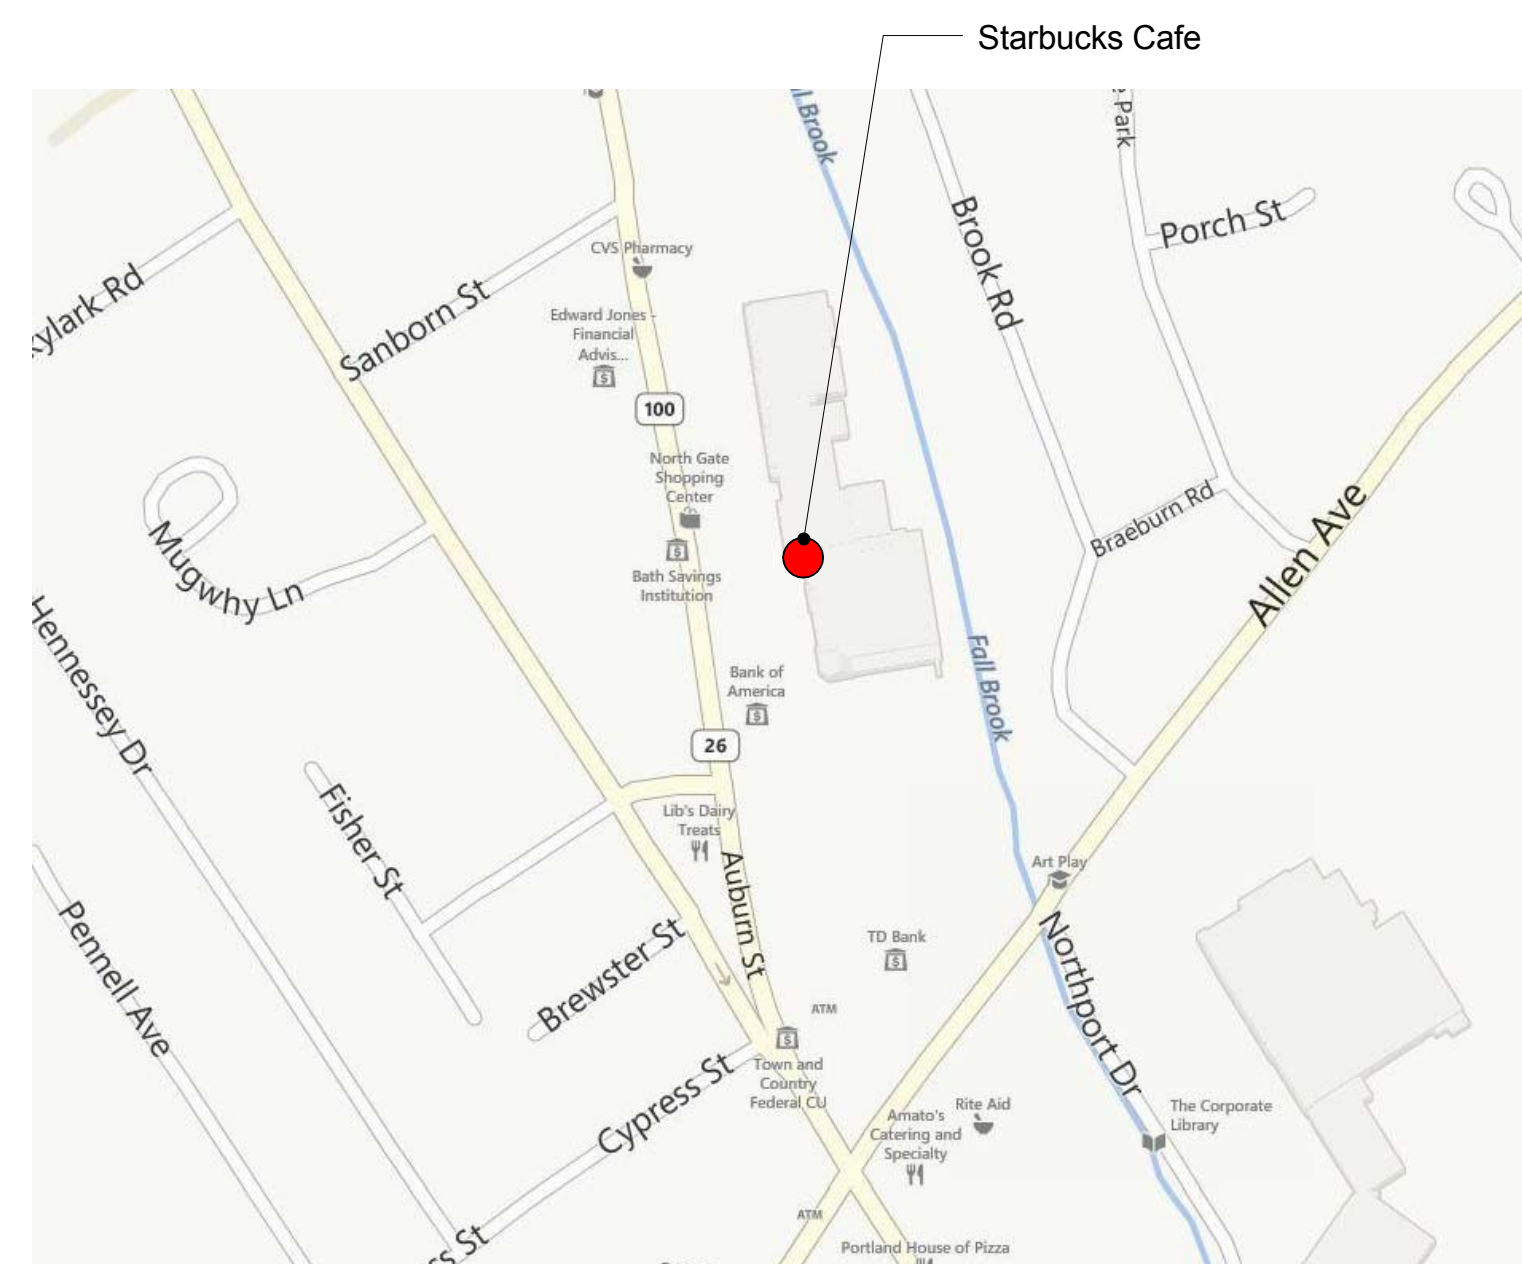 Starbucks Cafe
l Brook
Park
Brook Rd
Porch St
CVS Pharmacy
ylark Rd
Sanborn St
Edward Jones -
Financial
Advis...
100
North Gate
Shopping
Center
Braeburn Rd
Allen Ave
Mugwhy Ln
Bath Savings
Institution
Hennessey Dr
Fall Brook
Bank of
America
26
Fisher St
Lib's Dairy
Treats
Auburn St
Art Play
Pennell Ave
Brewster St
TD Bank
Northport Dr
ATM
Town and
Country
Federal CU
Cypress St
Rite Aid
Amato's
Catering and
Specialty
The Corporate
Library
ATM
ss St
Portland House of Pizza